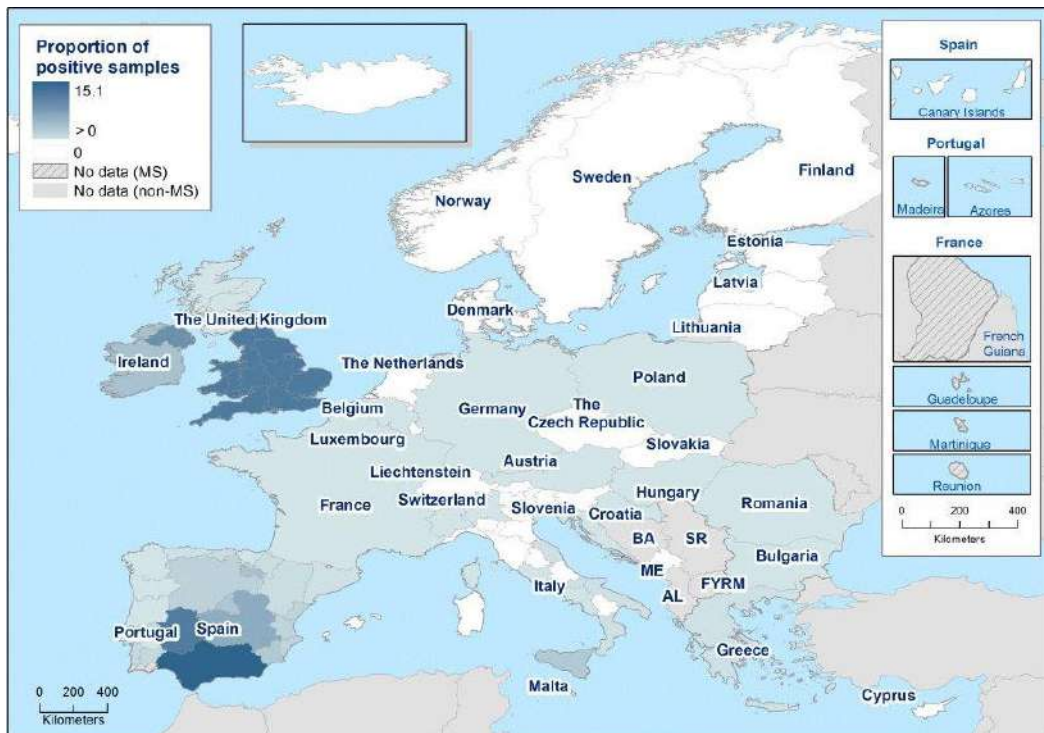 Proportion of
positive samples
15.1
> 0
0
No data (MS)
No data (non-MS)
Norway
Sweden
Finland
Estonia
Latvia
Lithuania
Denmark
The United Kingdom
Ireland
The Netherlands
Belgium
Luxembourg
Germany
Poland
The
Czech Republic
Slovakia
Liechtenstein
Switzerland
Austria
France
Slovenia
Hungary
Croatia
Romania
BA
SR
Bulgaria
ME
FYRM
AL
Italy
Greece
Portugal
Spain
Malta
Cyprus
0 200 400
Kilometers
Spain
Canary Islands
Portugal
Madeira
Azores
France
French
Guiana
Guadeloupe
Martinique
Reunion
0 200 400
Kilometers